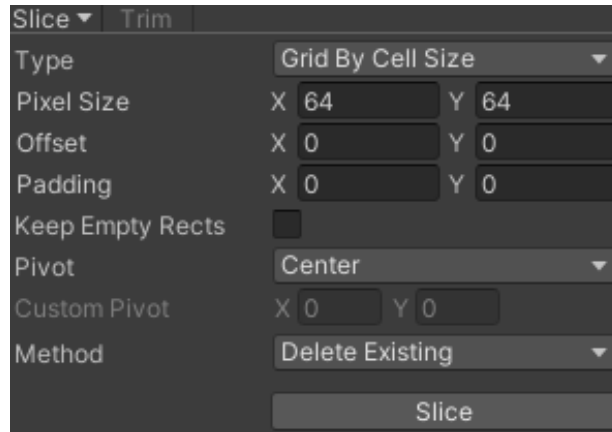 Slice Trim
Type Grid By Cell Size
Pixel Size X 64 Y 64
Offset X 0 Y 0
Padding X 0 Y 0
Keep Empty Rects
Pivot Center
Custom Pivot X 0 Y 0
Method Delete Existing
Slice